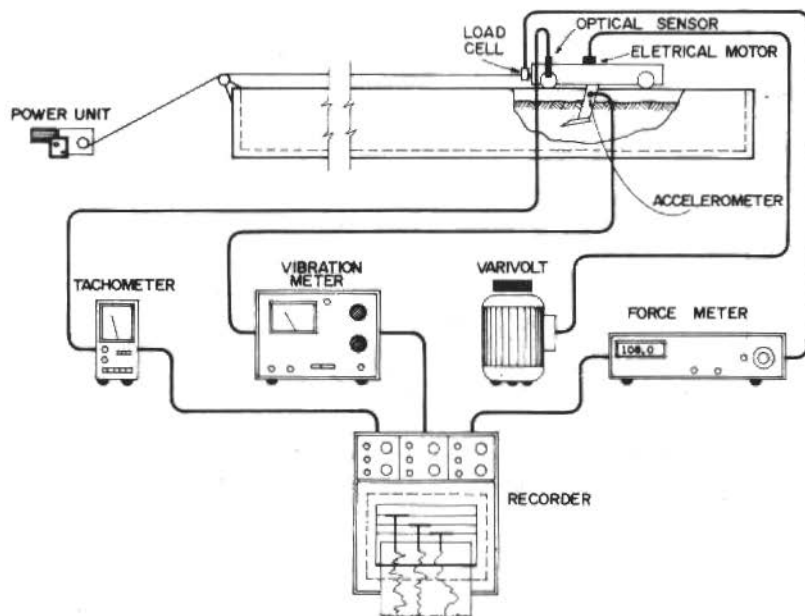 OPTICAL SENSOR
LOAD
CELL
ELETRICAL MOTOR
POWER UNIT
ACCELEROMETER
TACHOMETER
VIBRATION
METER
VARIVOLT
FORCE METER
108.0
RECORDER